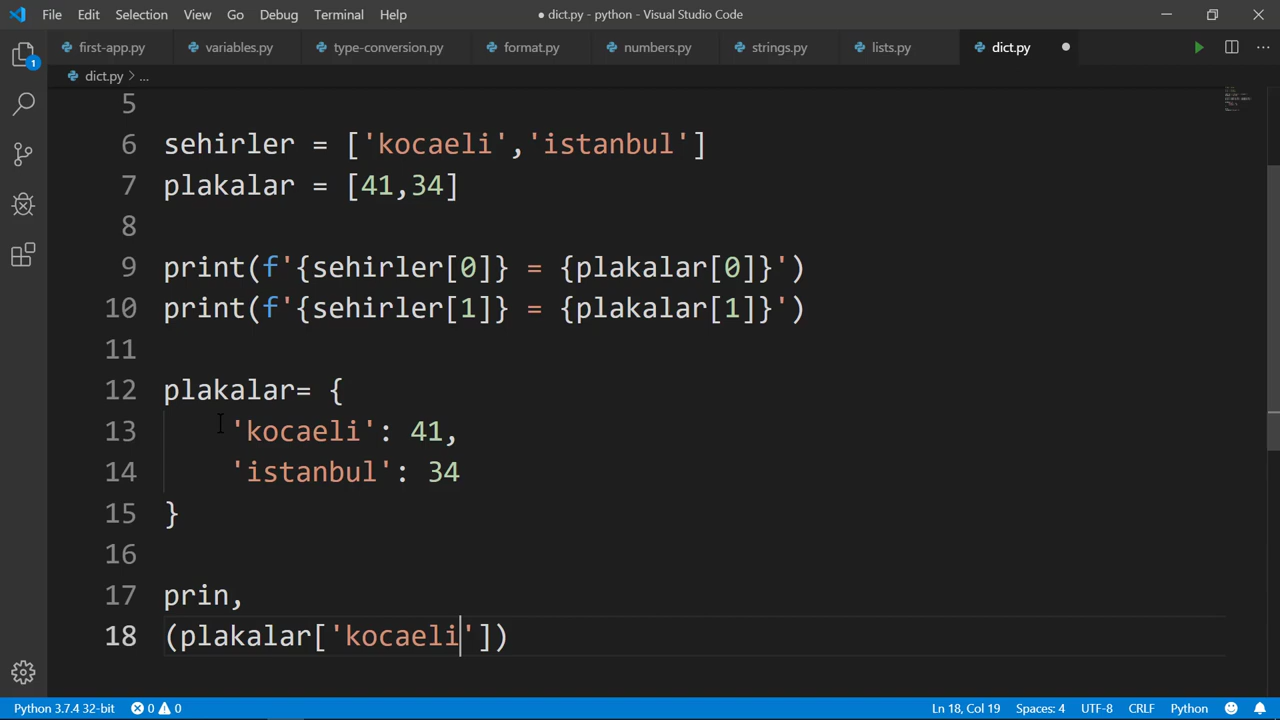 File Edit Selection View Go Debug Terminal Help ● dict.py - python - Visual Studio Code
first-app.py variables.py type-conversion.py format.py numbers.py strings.py lists.py dict.py ●
dict.py > ...
5
6 sehirler = ['kocaeli','istanbul']
7 plakalar = [41,34]
8
9 print(f'{sehirler[0]} = {plakalar[0]}')
10 print(f'{sehirler[1]} = {plakalar[1]}')
11
12 plakalar= {
13 'kocaeli': 41,
14 'istanbul': 34
15 }
16
17 prin,
18 (plakalar['kocaeli'])
1
Python 3.7.4 32-bit 0 0 Ln 18, Col 19 Spaces: 4 UTF-8 CRLF Python